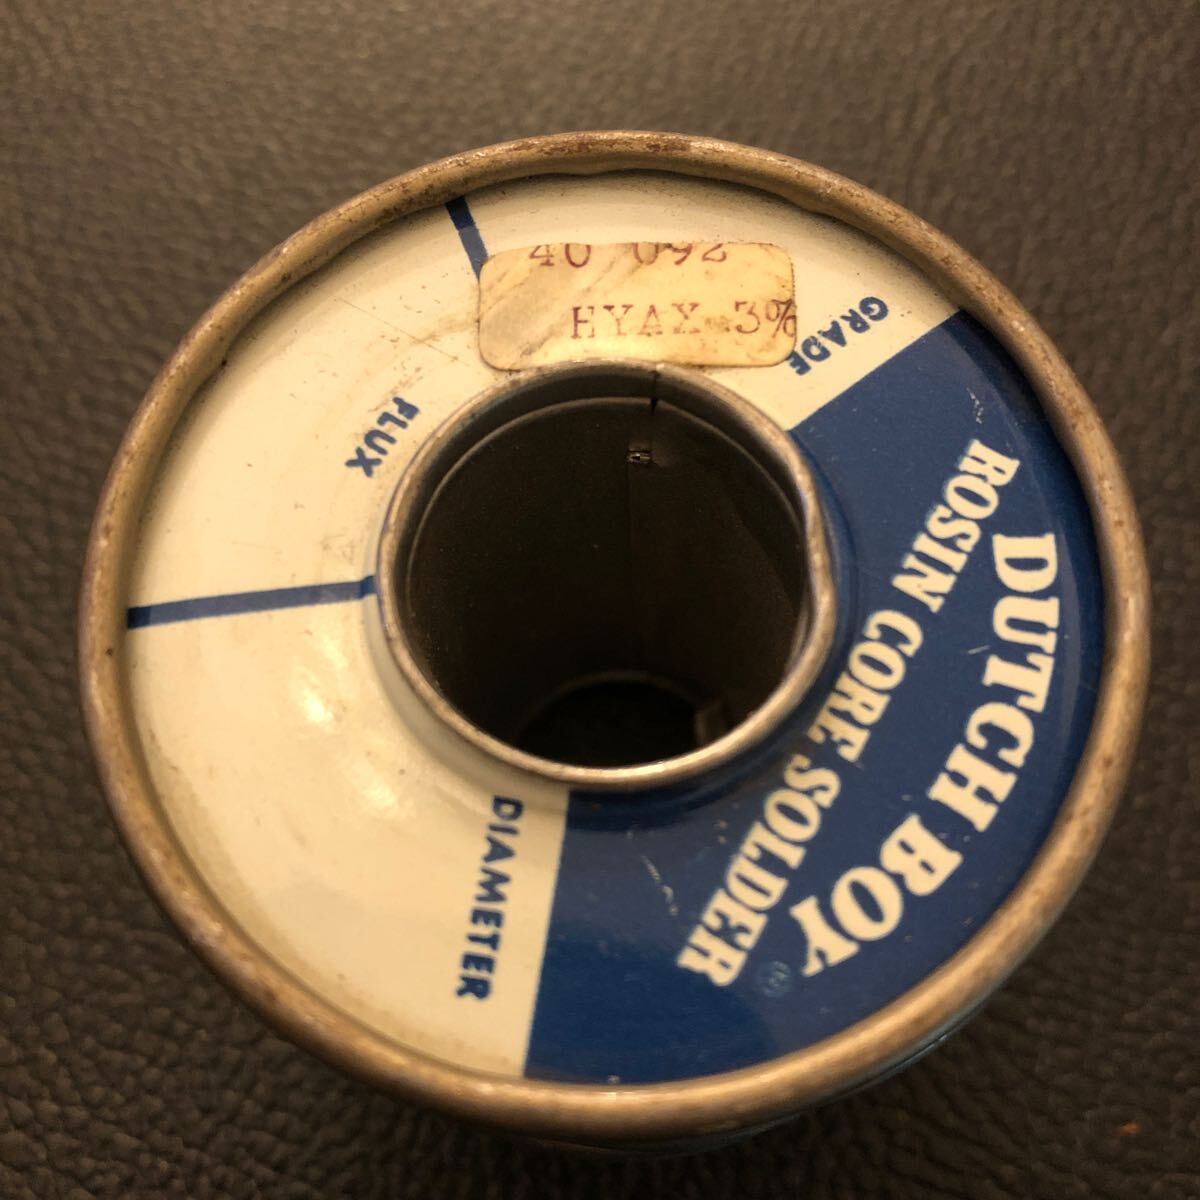 40 092
HYAX 3%
GRADE
FLUX
DIAMETER
DUTCH BOY®
ROSIN CORE SOLDER